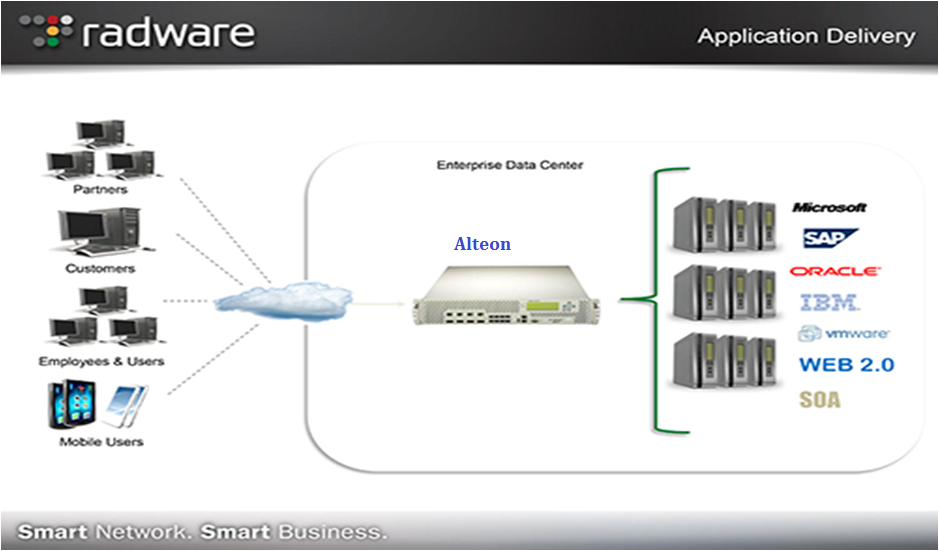 radware
Application Delivery
Partners
Customers
Employees & Users
Mobile Users
Enterprise Data Center
Alteon
Microsoft
SAP
ORACLE
IBM
vmware
WEB 2.0
SOA
Smart Network. Smart Business.